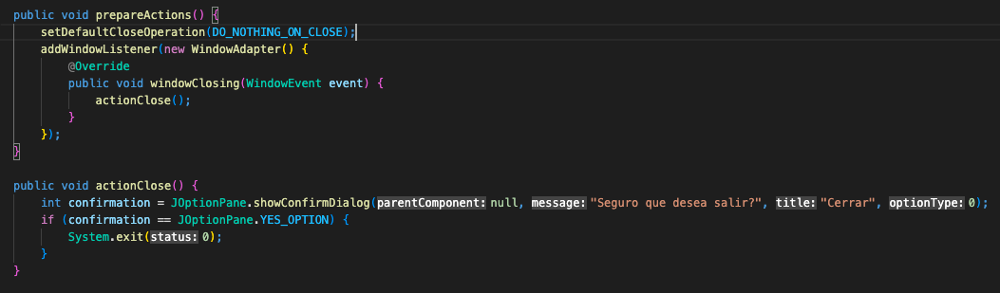 public void prepareActions() {
    setDefaultCloseOperation(DO_NOTHING_ON_CLOSE);
    addWindowListener(new WindowAdapter() {
        @Override
        public void windowClosing(WindowEvent event) {
            actionClose();
        }
    });
}
public void actionClose() {
    int confirmation = JOptionPane.showConfirmDialog(parentComponent: null, message: "Seguro que desea salir?", title: "Cerrar", optionType: 0);
    if (confirmation == JOptionPane.YES_OPTION) {
        System.exit(status: 0);
    }
}